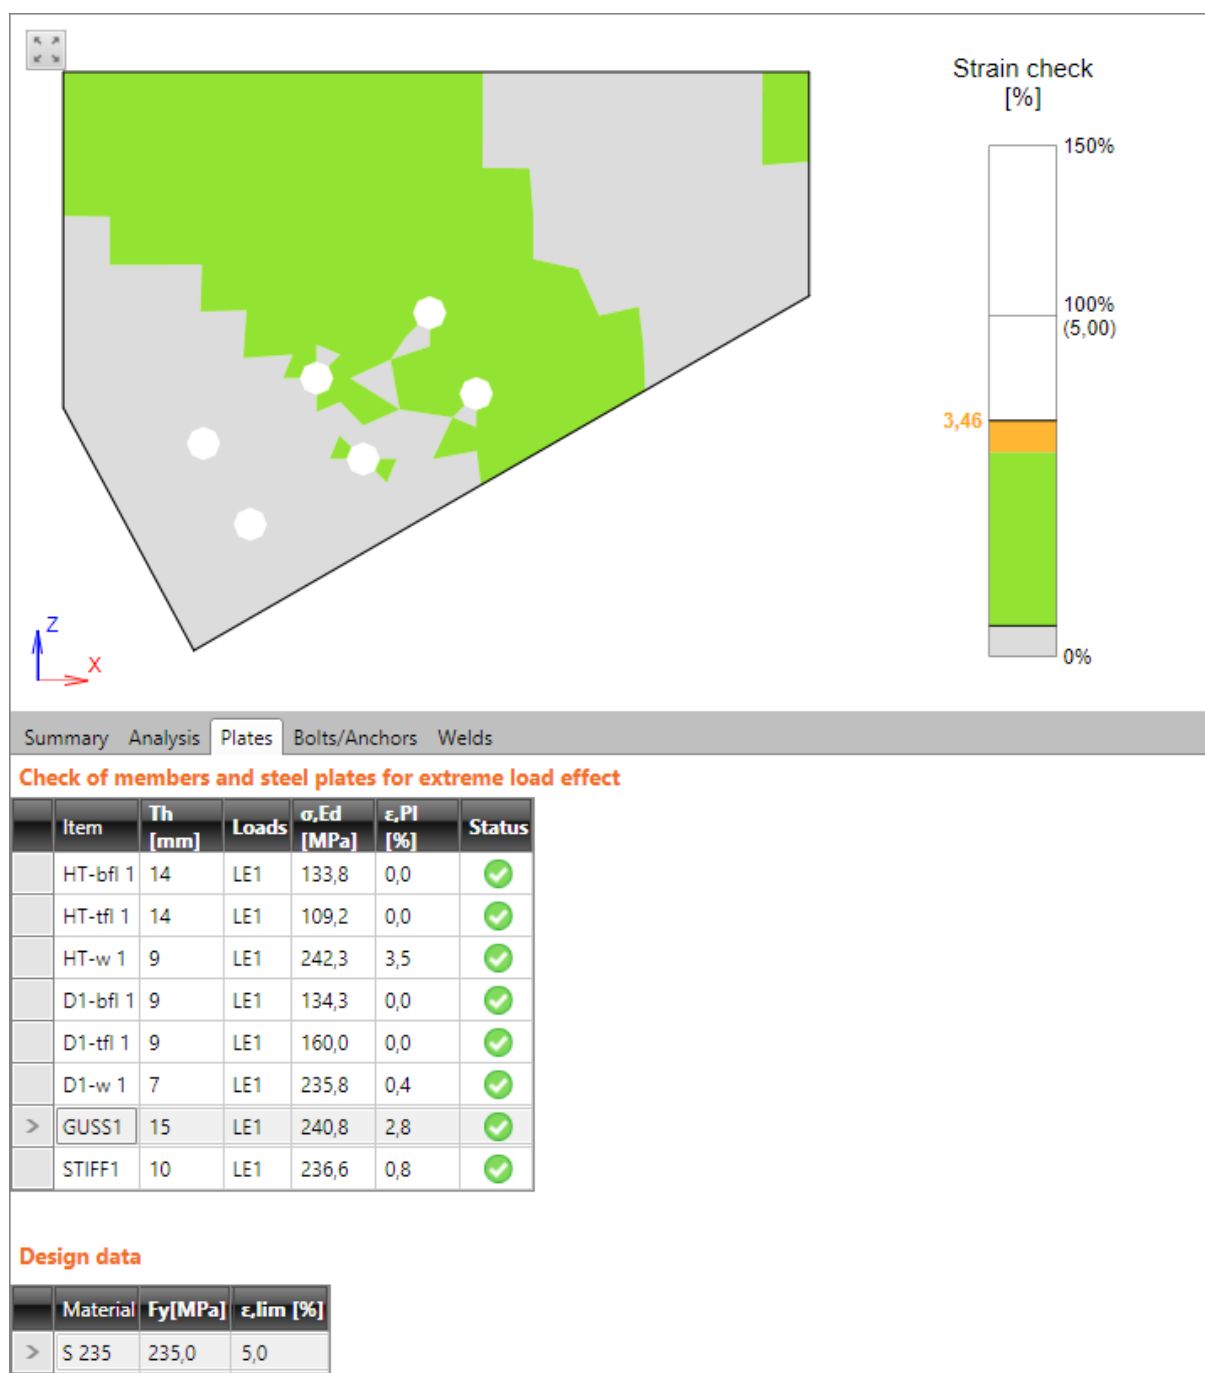 Strain check
[%]
150%
100%
(5,00)
3,46
0%
Z
X
Summary Analysis Plates Bolts/Anchors Welds
Check of members and steel plates for extreme load effect
Item Th [mm] Loads σ,Ed [MPa] ε,Pl [%] Status
HT-bfl 1 14 LE1 133,8 0,0
HT-tfl 1 14 LE1 109,2 0,0
HT-w 1 9 LE1 242,3 3,5
D1-bfl 1 9 LE1 134,3 0,0
D1-tfl 1 9 LE1 160,0 0,0
D1-w 1 7 LE1 235,8 0,4
> GUSS1 15 LE1 240,8 2,8
STIFF1 10 LE1 236,6 0,8
Design data
Material Fy[MPa] ε,lim [%]
> S 235 235,0 5,0